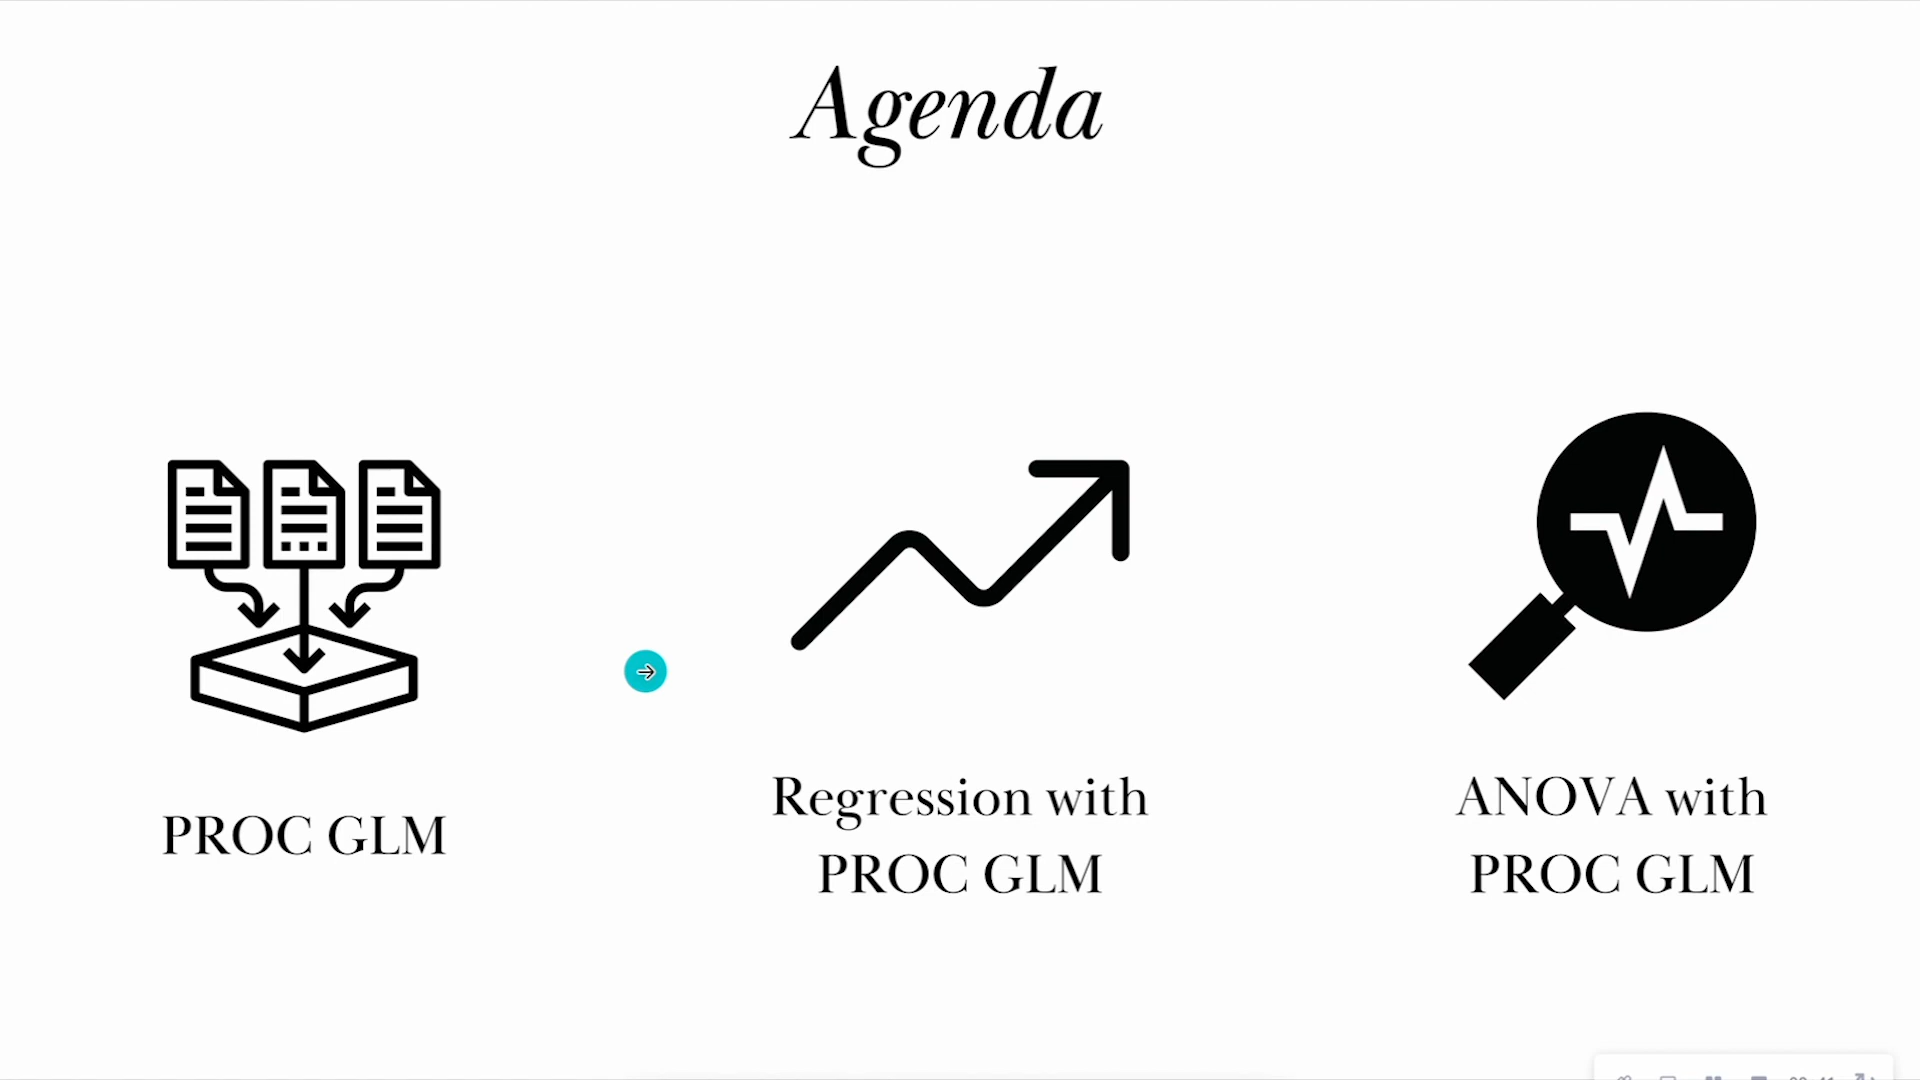 Agenda
PROC GLM
Regression with
PROC GLM
ANOVA with
PROC GLM